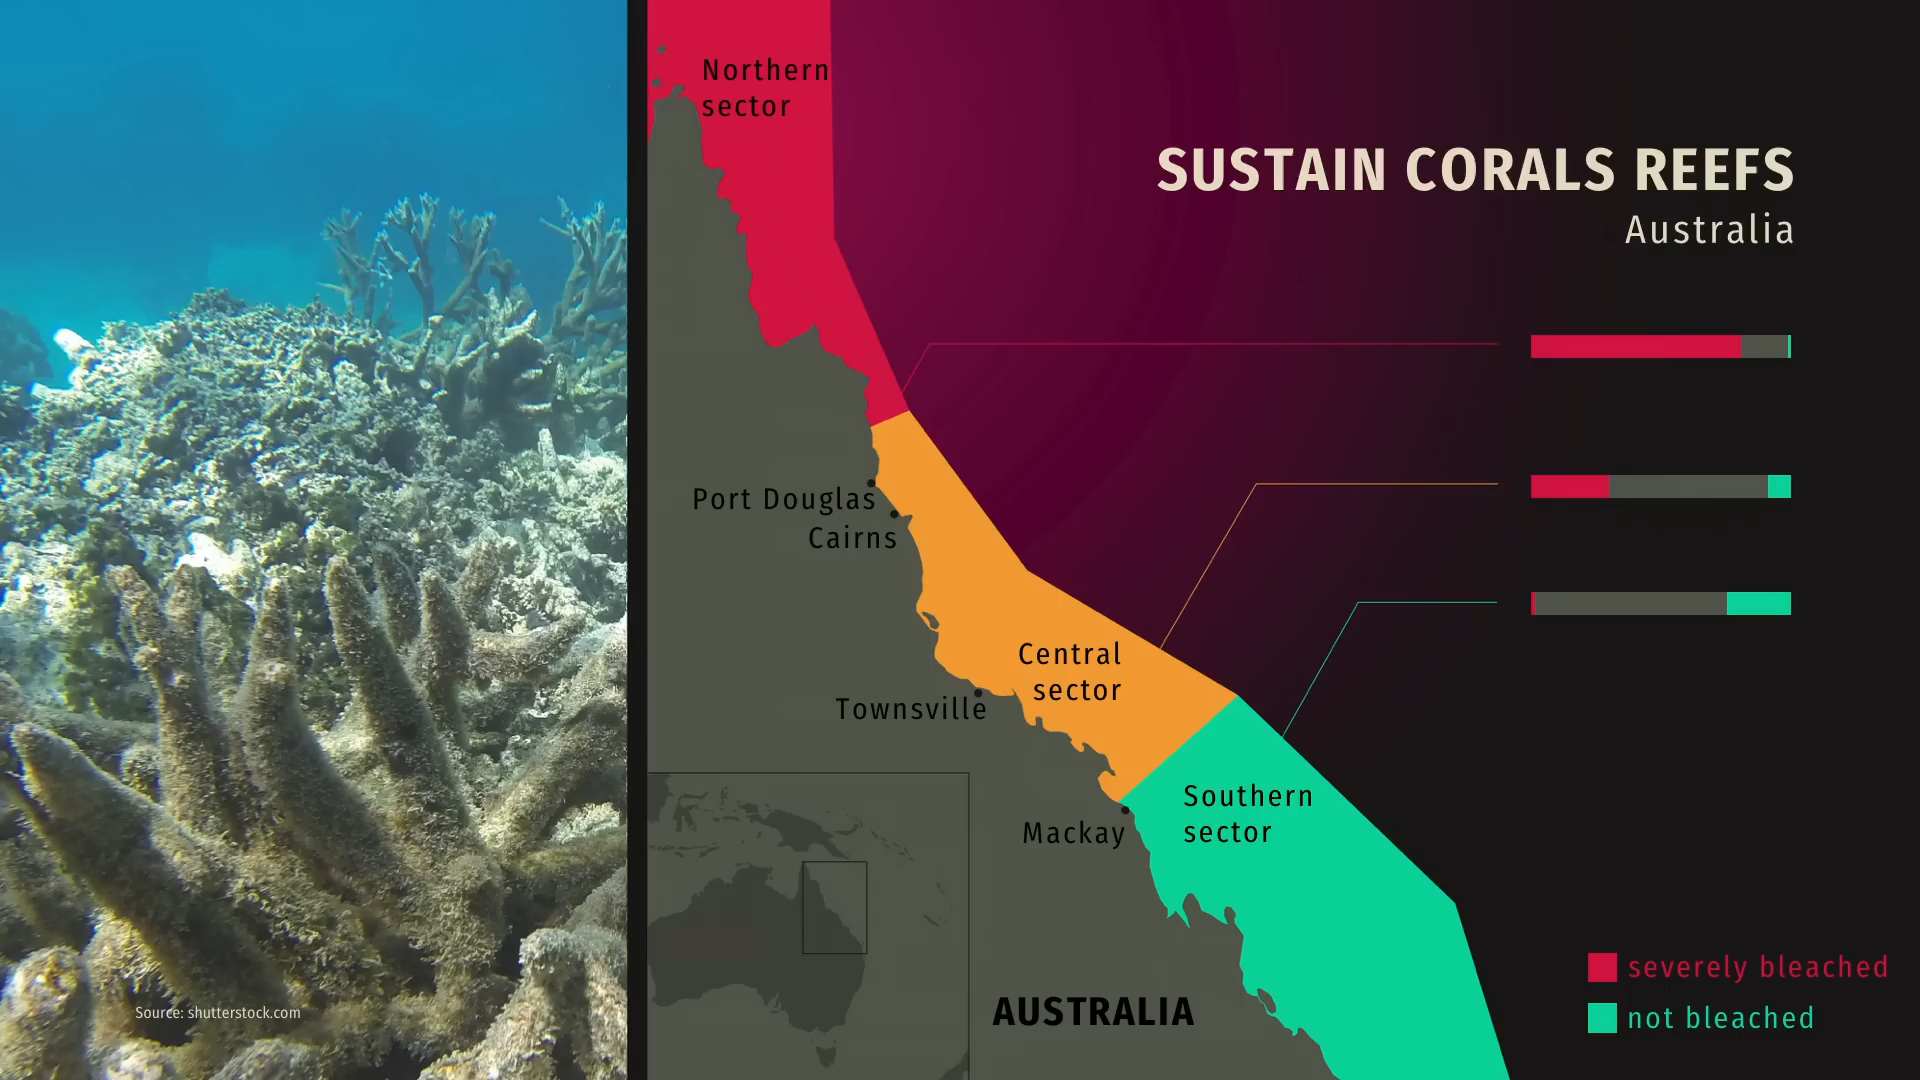 Northern
sector
SUSTAIN CORALS REEFS
Australia
Port Douglas
Cairns
Central
sector
Townsville
Southern
sector
Mackay
AUSTRALIA
severely bleached
not bleached
Source: shutterstock.com